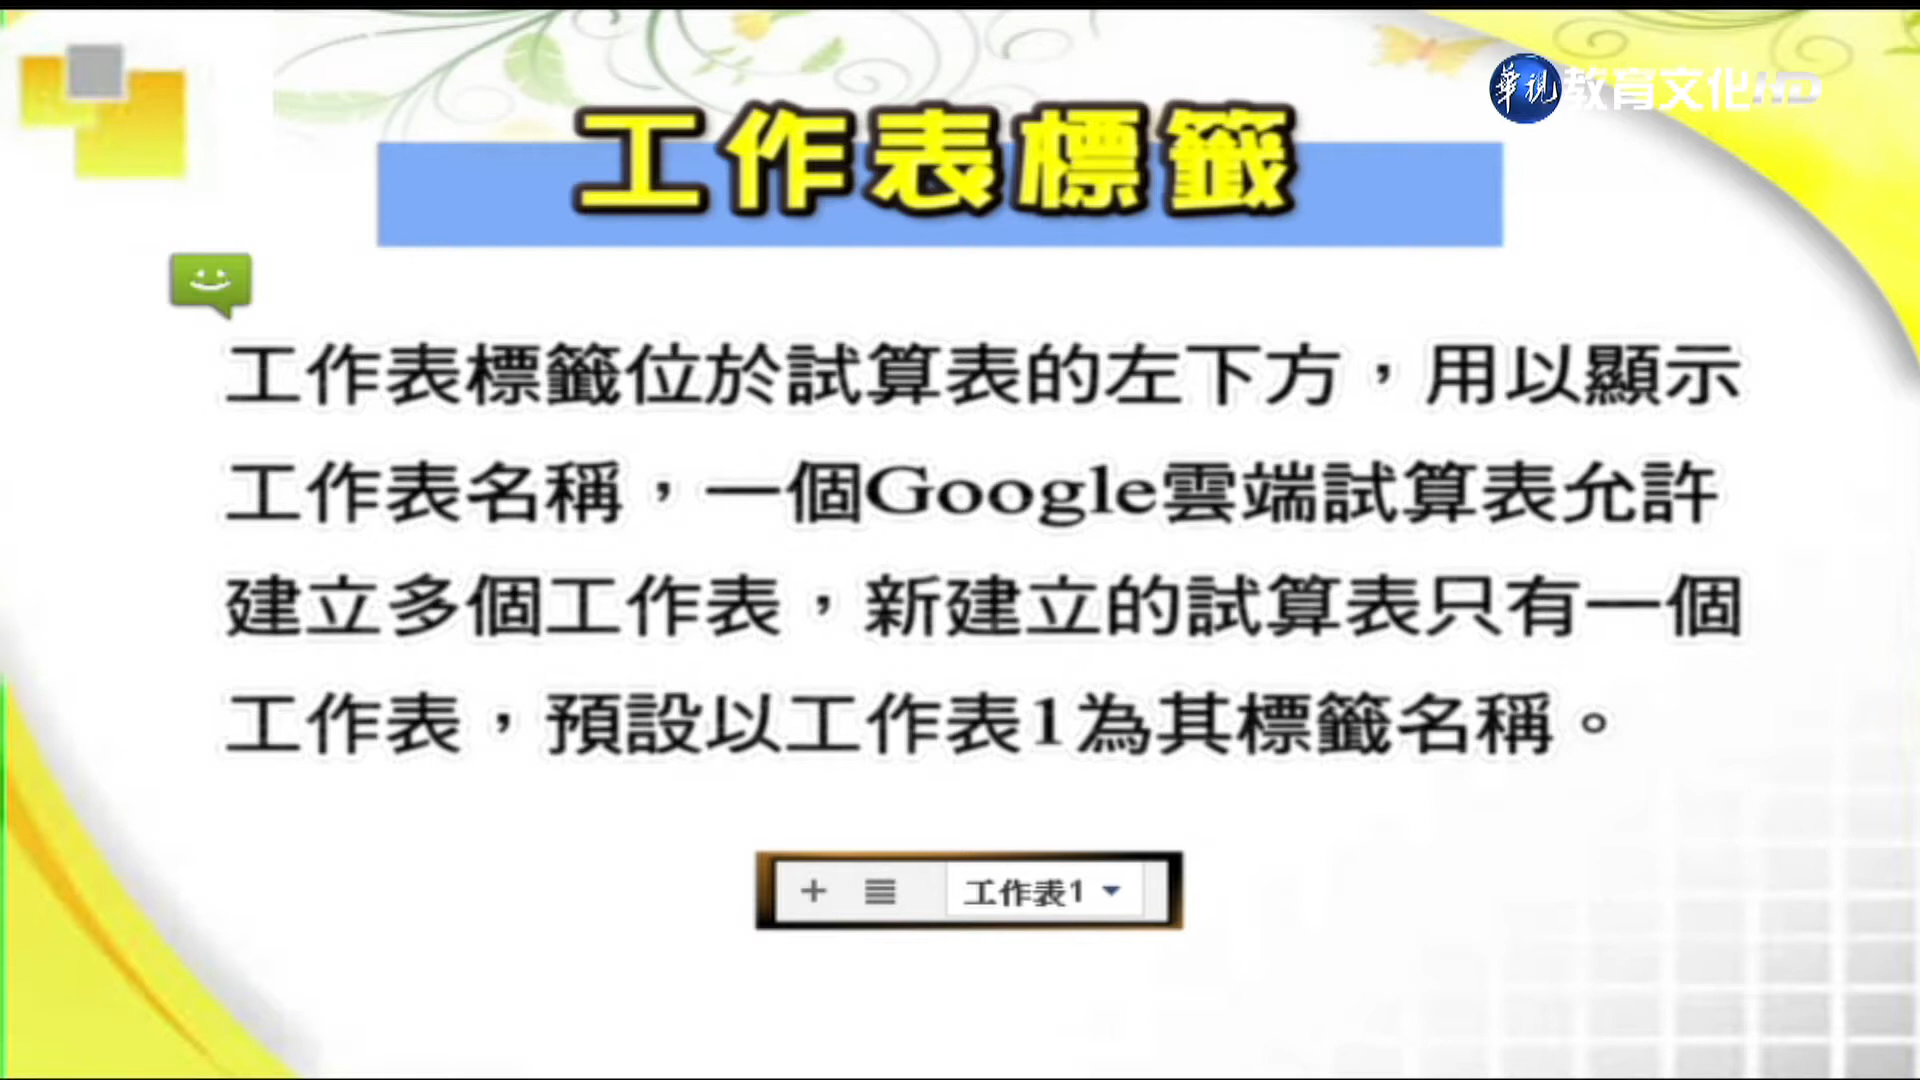 華視 教育文化HD
工作表標籤
工作表標籤位於試算表的左下方，用以顯示
工作表名稱，一個Google雲端試算表允許
建立多個工作表，新建立的試算表只有一個
工作表，預設以工作表1為其標籤名稱。
+ 工作表1